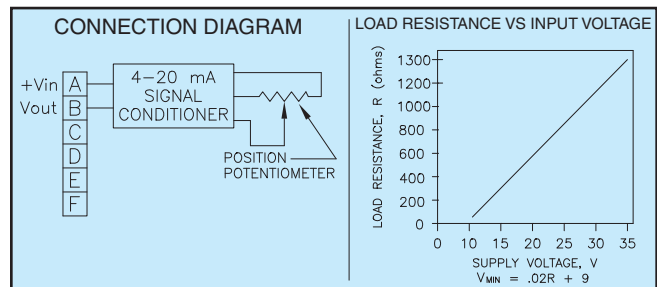 CONNECTION DIAGRAM
+Vin A
Vout B
C
D
E
F
4-20 mA
SIGNAL
CONDITIONER
POSITION
POTENTIOMETER
LOAD RESISTANCE VS INPUT VOLTAGE
LOAD RESISTANCE, R (ohms)
1300
1200
1000
800
600
400
200
0
0 10 15 20 25 30 35
SUPPLY VOLTAGE, V
VMIN = .02R + 9